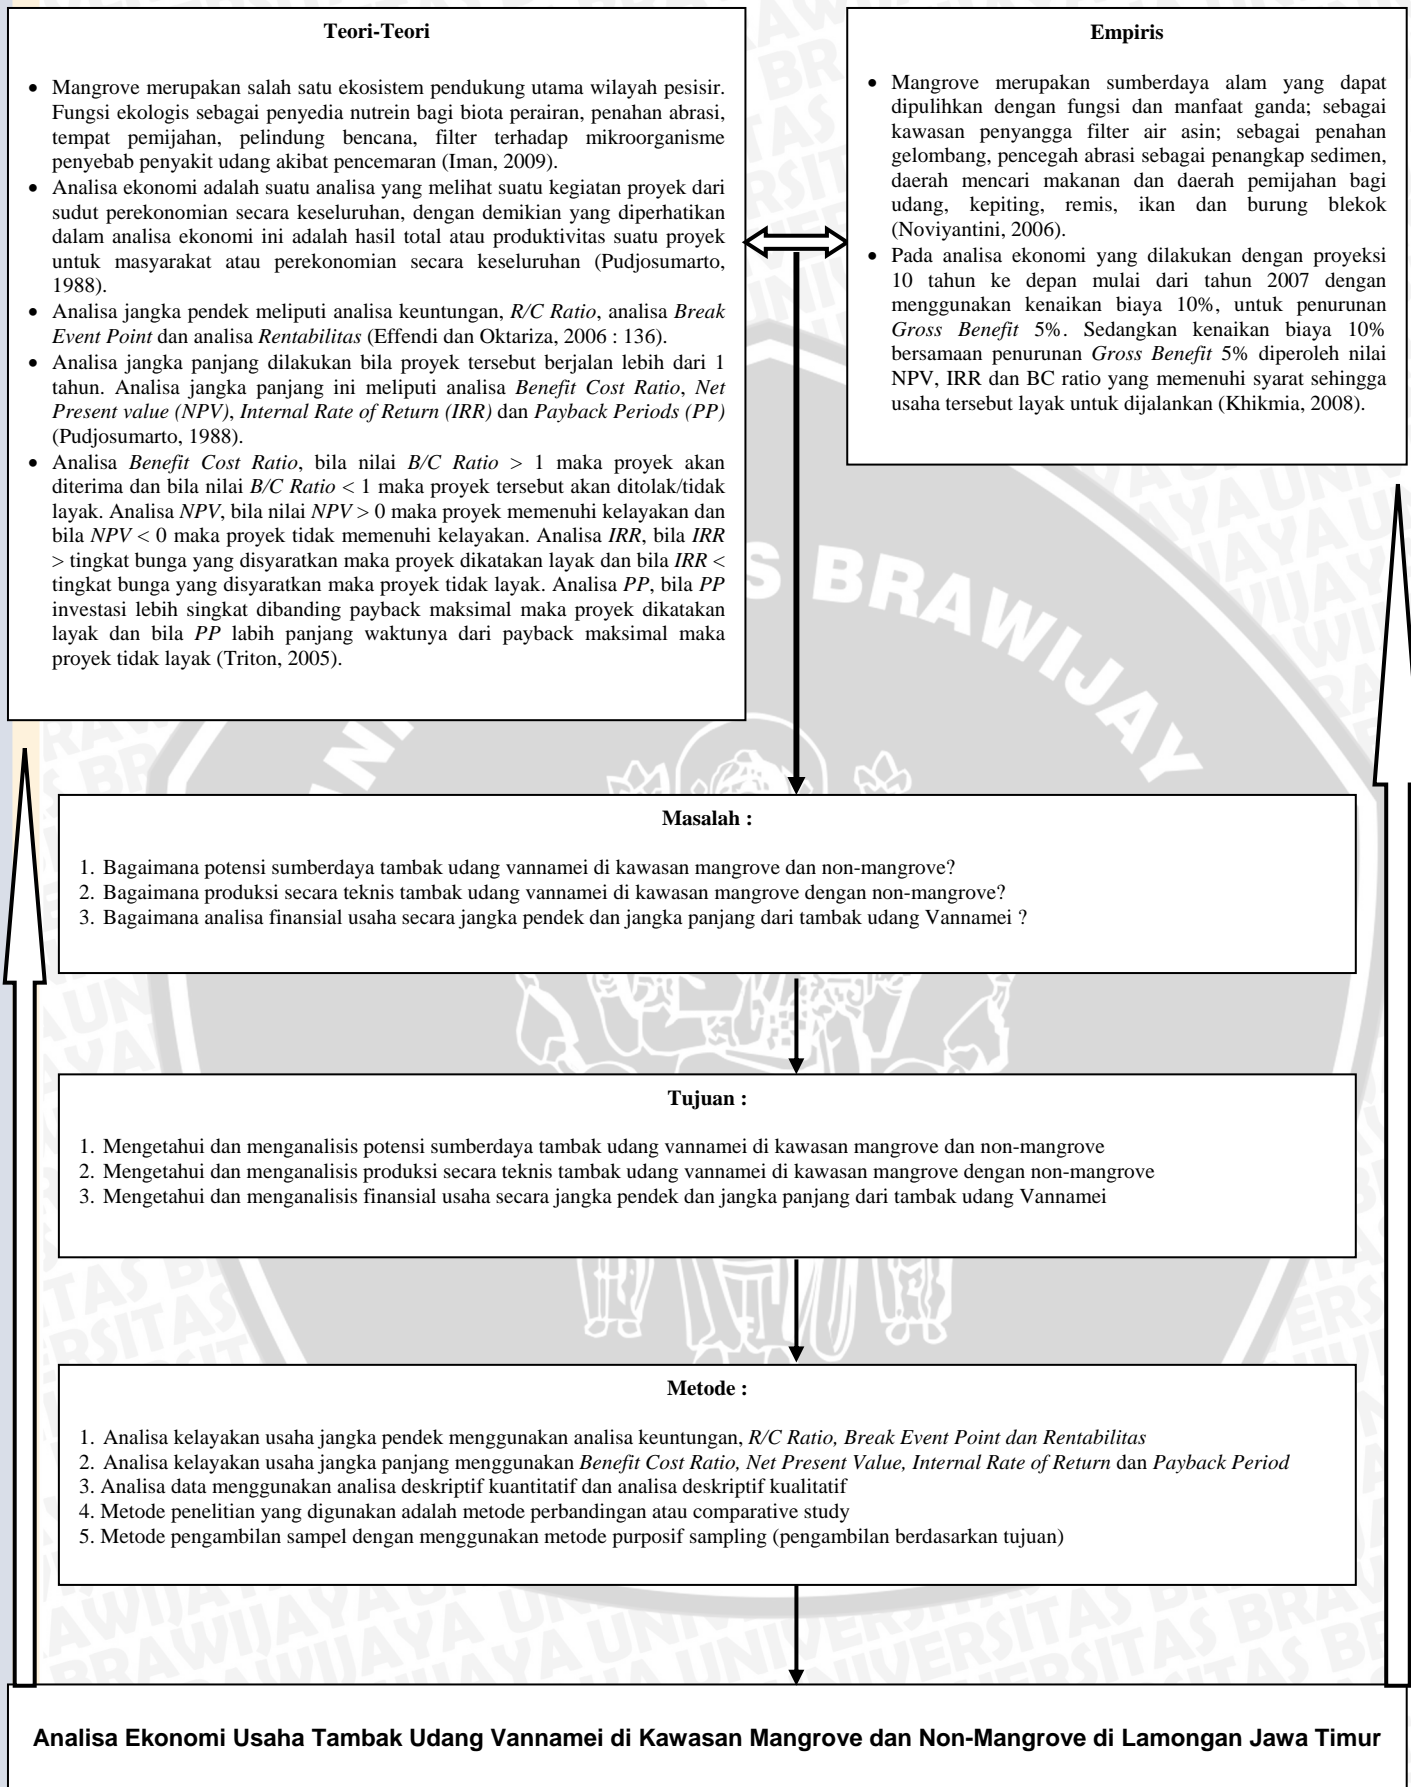 Teori-Teori
• Mangrove merupakan salah satu ekosistem pendukung utama wilayah pesisir.
Fungsi ekologis sebagai penyedia nutrein bagi biota perairan, penahan abrasi,
tempat pemijahan, pelindung bencana, filter terhadap mikroorganisme
penyebab penyakit udang akibat pencemaran (Iman, 2009).
• Analisa ekonomi adalah suatu analisa yang melihat suatu kegiatan proyek dari
sudut perekonomian secara keseluruhan, dengan demikian yang diperhatikan
dalam analisa ekonomi ini adalah hasil total atau produktivitas suatu proyek
untuk masyarakat atau perekonomian secara keseluruhan (Pudjosumarto,
1988).
• Analisa jangka pendek meliputi analisa keuntungan, R/C Ratio, analisa Break
Event Point dan analisa Rentabilitas (Effendi dan Oktariza, 2006 : 136).
• Analisa jangka panjang dilakukan bila proyek tersebut berjalan lebih dari 1
tahun. Analisa jangka panjang ini meliputi analisa Benefit Cost Ratio, Net
Present value (NPV), Internal Rate of Return (IRR) dan Payback Periods (PP)
(Pudjosumarto, 1988).
• Analisa Benefit Cost Ratio, bila nilai B/C Ratio > 1 maka proyek akan
diterima dan bila nilai B/C Ratio < 1 maka proyek tersebut akan ditolak/tidak
layak. Analisa NPV, bila nilai NPV > 0 maka proyek memenuhi kelayakan dan
bila NPV < 0 maka proyek tidak memenuhi kelayakan. Analisa IRR, bila IRR
> tingkat bunga yang disyaratkan maka proyek dikatakan layak dan bila IRR <
tingkat bunga yang disyaratkan maka proyek tidak layak. Analisa PP, bila PP
investasi lebih singkat dibanding payback maksimal maka proyek dikatakan
layak dan bila PP labih panjang waktunya dari payback maksimal maka
proyek tidak layak (Triton, 2005).
Empiris
• Mangrove merupakan sumberdaya alam yang dapat
dipulihkan dengan fungsi dan manfaat ganda; sebagai
kawasan penyangga filter air asin; sebagai penahan
gelombang, pencegah abrasi sebagai penangkap sedimen,
daerah mencari makanan dan daerah pemijahan bagi
udang, kepiting, remis, ikan dan burung blekok
(Noviyantini, 2006).
• Pada analisa ekonomi yang dilakukan dengan proyeksi
10 tahun ke depan mulai dari tahun 2007 dengan
menggunakan kenaikan biaya 10%, untuk penurunan
Gross Benefit 5%. Sedangkan kenaikan biaya 10%
bersamaan penurunan Gross Benefit 5% diperoleh nilai
NPV, IRR dan BC ratio yang memenuhi syarat sehingga
usaha tersebut layak untuk dijalankan (Khikmia, 2008).
Masalah :
1. Bagaimana potensi sumberdaya tambak udang vannamei di kawasan mangrove dan non-mangrove?
2. Bagaimana produksi secara teknis tambak udang vannamei di kawasan mangrove dengan non-mangrove?
3. Bagaimana analisa finansial usaha secara jangka pendek dan jangka panjang dari tambak udang Vannamei ?
Tujuan :
1. Mengetahui dan menganalisis potensi sumberdaya tambak udang vannamei di kawasan mangrove dan non-mangrove
2. Mengetahui dan menganalisis produksi secara teknis tambak udang vannamei di kawasan mangrove dengan non-mangrove
3. Mengetahui dan menganalisis finansial usaha secara jangka pendek dan jangka panjang dari tambak udang Vannamei
Metode :
1. Analisa kelayakan usaha jangka pendek menggunakan analisa keuntungan, R/C Ratio, Break Event Point dan Rentabilitas
2. Analisa kelayakan usaha jangka panjang menggunakan Benefit Cost Ratio, Net Present Value, Internal Rate of Return dan Payback Period
3. Analisa data menggunakan analisa deskriptif kuantitatif dan analisa deskriptif kualitatif
4. Metode penelitian yang digunakan adalah metode perbandingan atau comparative study
5. Metode pengambilan sampel dengan menggunakan metode purposif sampling (pengambilan berdasarkan tujuan)
Analisa Ekonomi Usaha Tambak Udang Vannamei di Kawasan Mangrove dan Non-Mangrove di Lamongan Jawa Timur